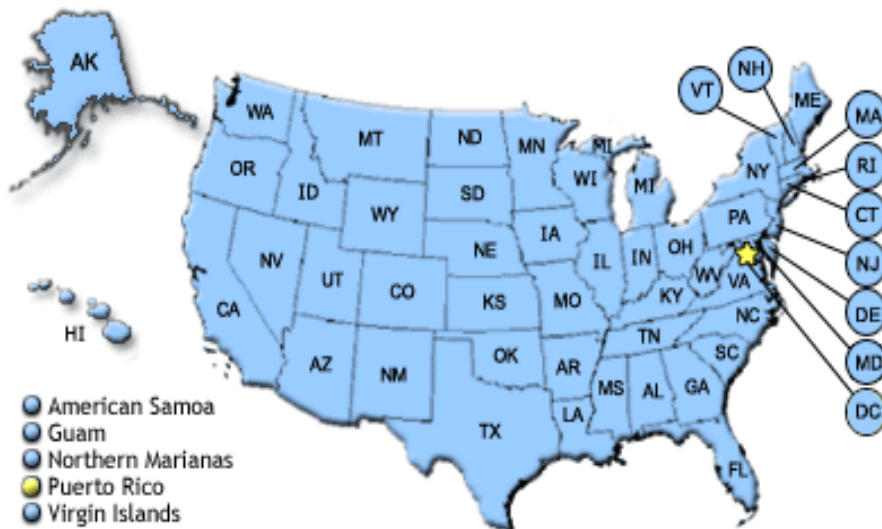 AK
VT
NH
ME
MA
RI
CT
NJ
DE
MD
DC
WA
MT
ND
MN
MI
WI
MI
NY
OR
ID
SD
WY
IA
PA
NE
NV
UT
CO
IL
IN
OH
WV
VA
CA
KS
MO
KY
NC
TN
HI
AZ
NM
OK
AR
SC
MS
AL
GA
TX
LA
FL
American Samoa
Guam
Northern Marianas
Puerto Rico
Virgin Islands